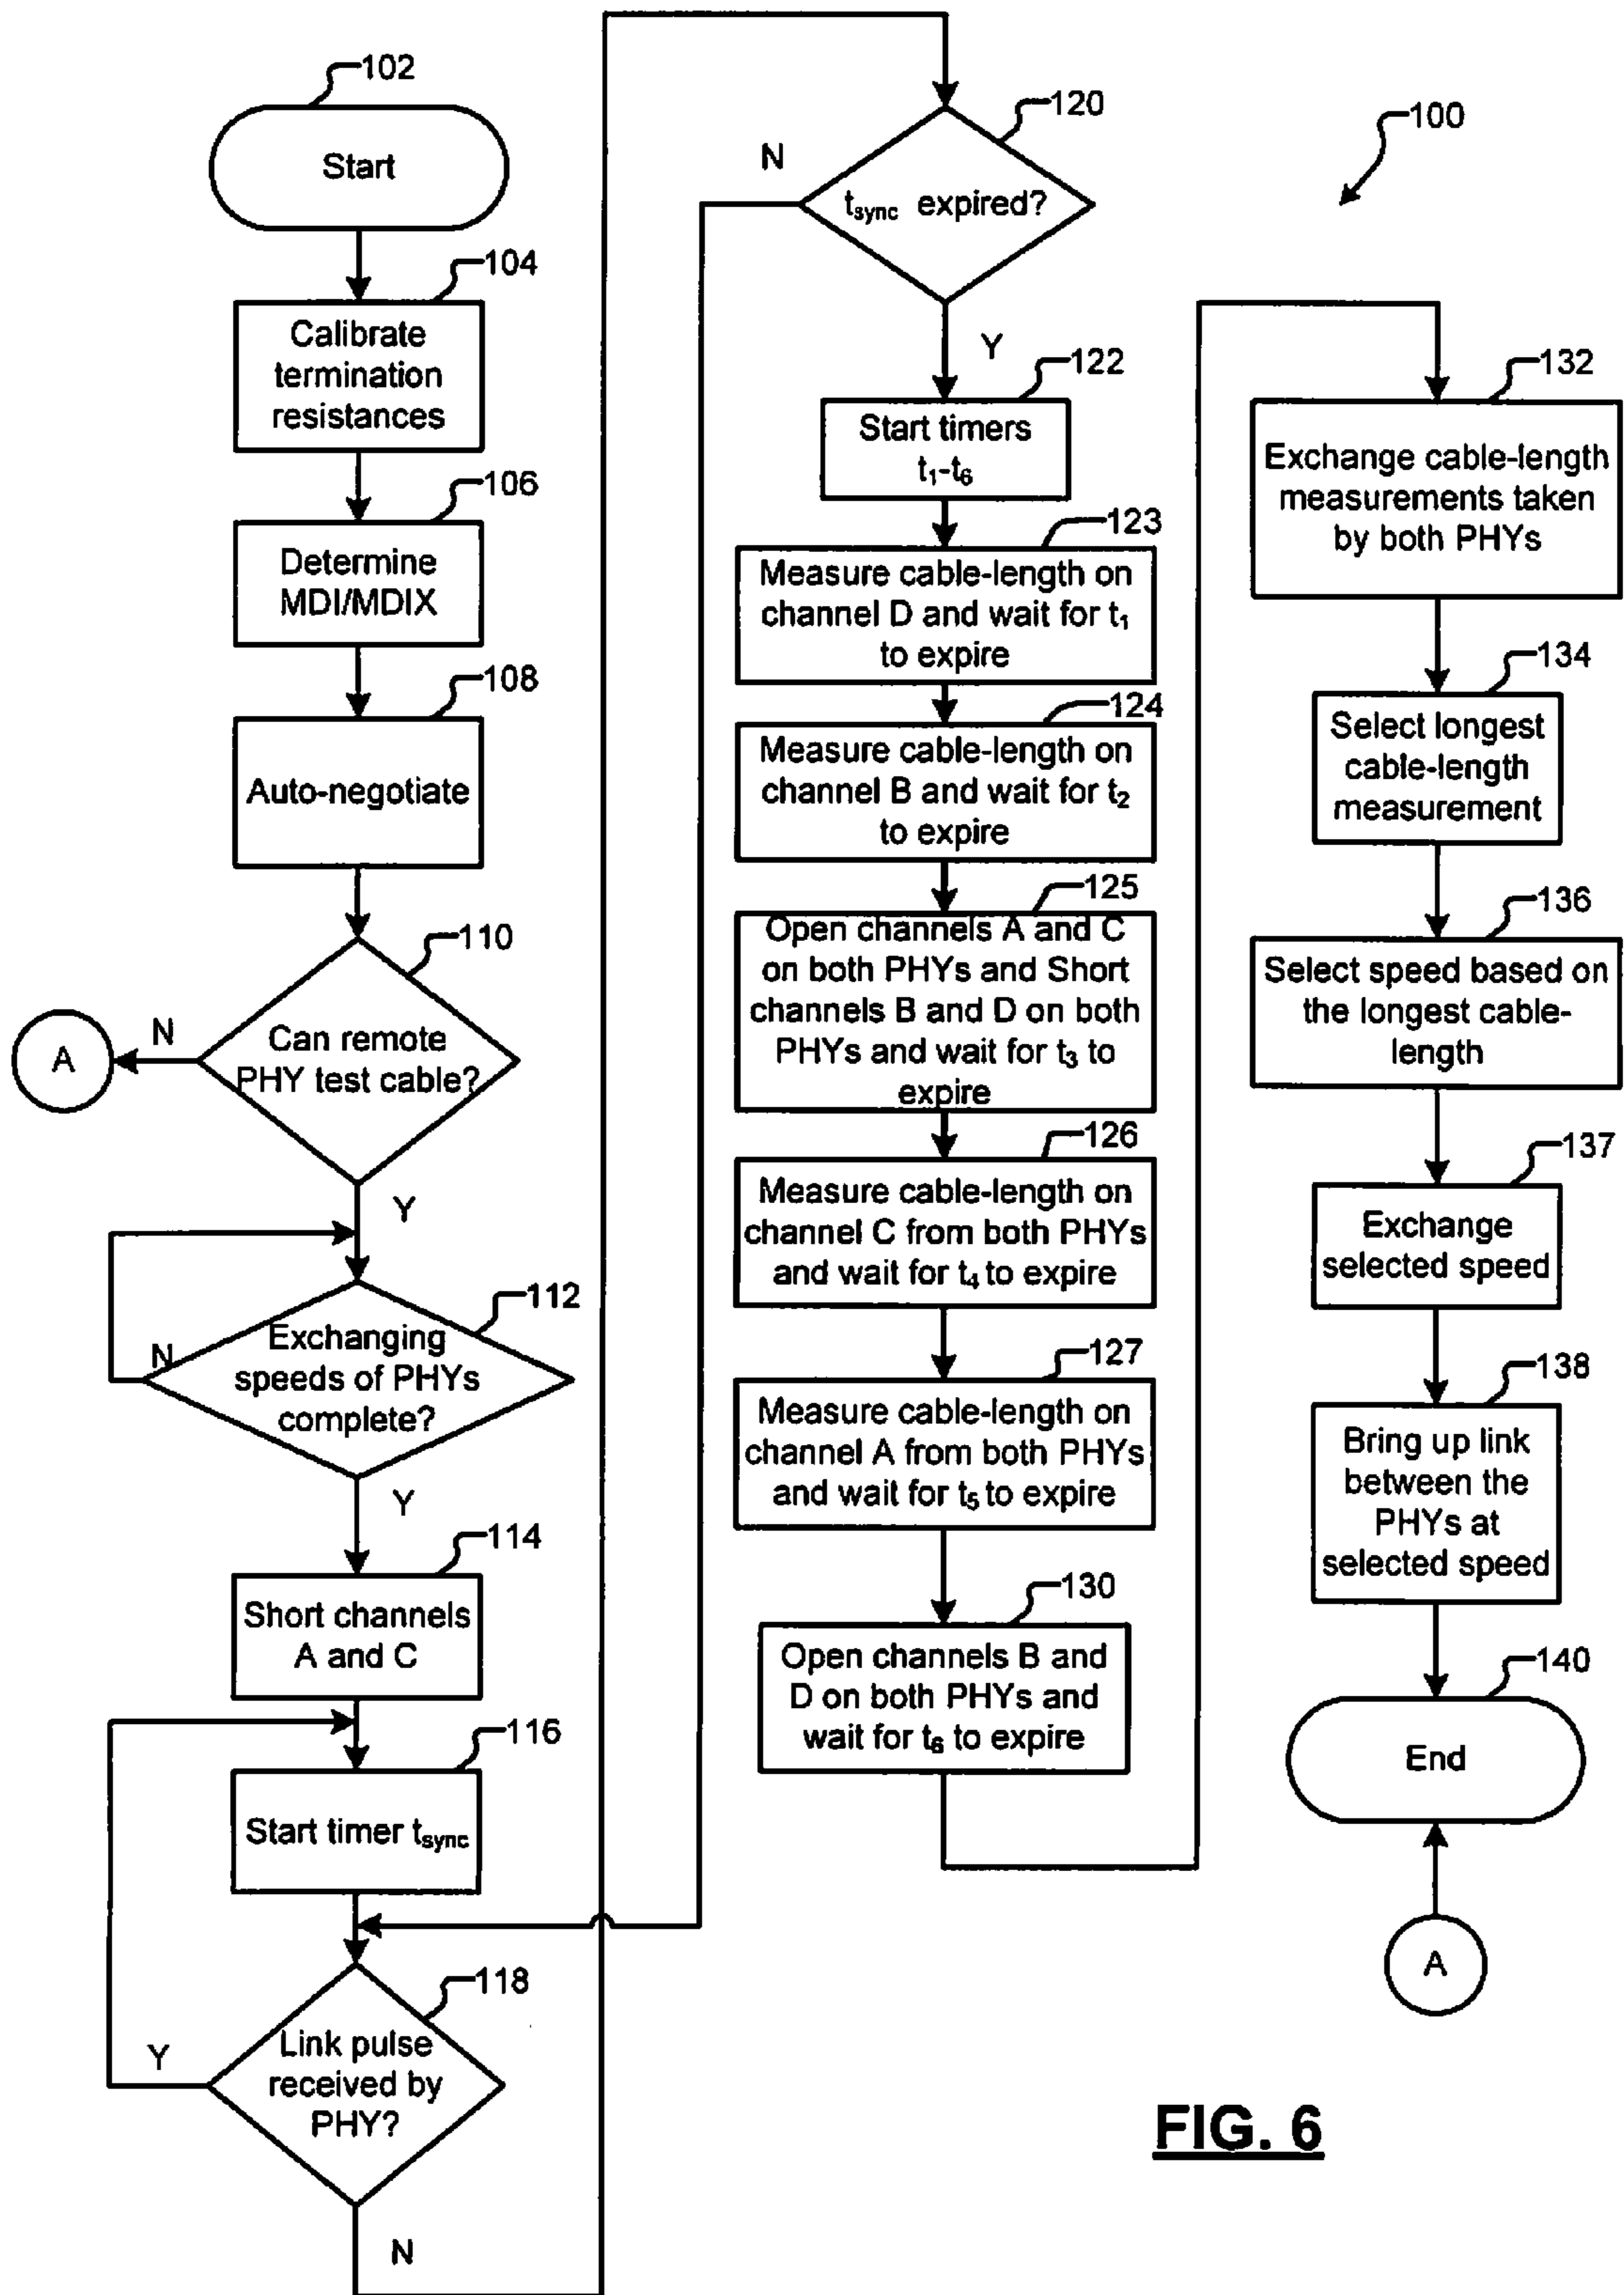 102
Start
104
Calibrate
termination
resistances
106
Determine
MDI/MDIX
108
Auto-negotiate
110
Can remote
PHY test cable?
N
A
Y
112
Exchanging
speeds of PHYs
complete?
N
Y
114
Short channels
A and C
116
Start timer tsync
118
Link pulse
received by
PHY?
Y
N
120
tsync expired?
N
Y
122
Start timers
t1-t6
123
Measure cable-length on
channel D and wait for t1
to expire
124
Measure cable-length on
channel B and wait for t2
to expire
125
Open channels A and C
on both PHYs and Short
channels B and D on both
PHYs and wait for t3 to
expire
126
Measure cable-length on
channel C from both PHYs
and wait for t4 to expire
127
Measure cable-length on
channel A from both PHYs
and wait for t5 to expire
130
Open channels B and
D on both PHYs and
wait for t6 to expire
100
132
Exchange cable-length
measurements taken
by both PHYs
134
Select longest
cable-length
measurement
136
Select speed based on
the longest cable-
length
137
Exchange
selected speed
138
Bring up link
between the
PHYs at
selected speed
140
End
A
FIG. 6